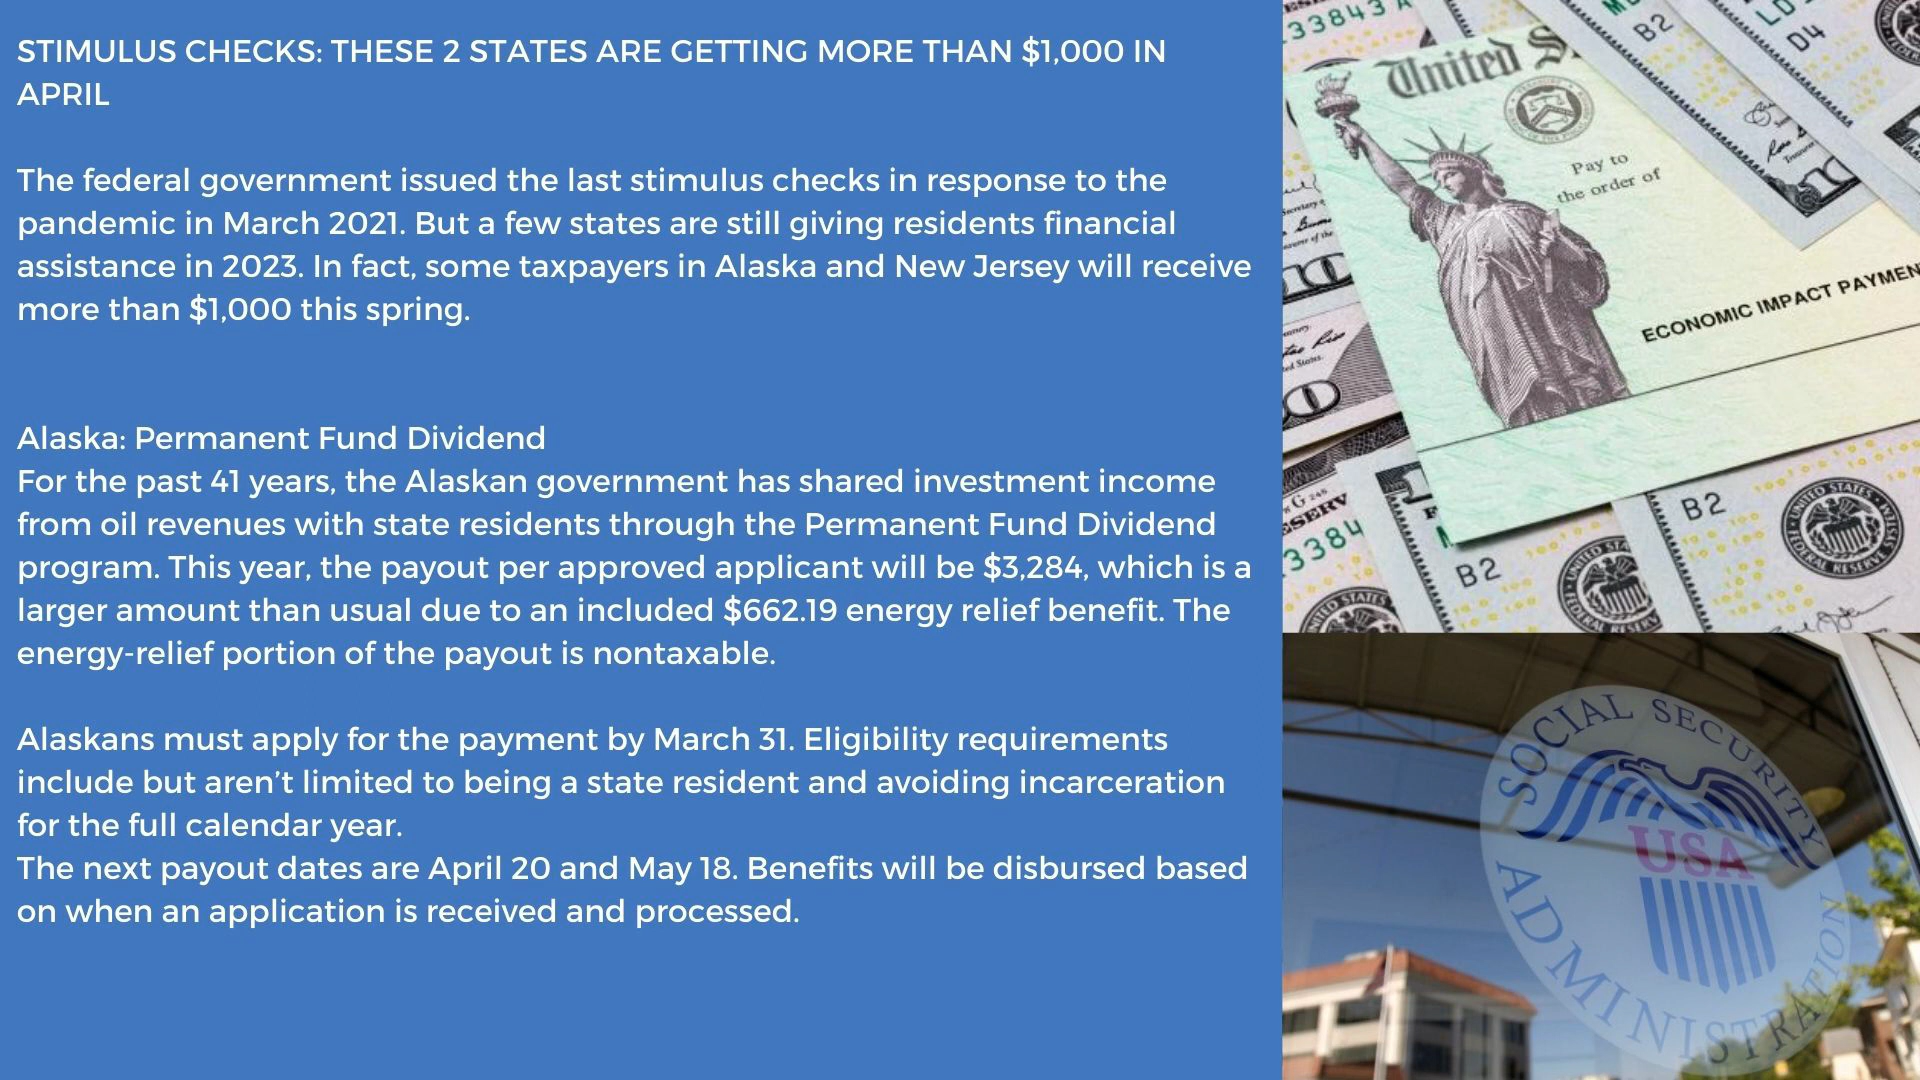 STIMULUS CHECKS: THESE 2 STATES ARE GETTING MORE THAN $1,000 IN
APRIL
The federal government issued the last stimulus checks in response to the
pandemic in March 2021. But a few states are still giving residents financial
assistance in 2023. In fact, some taxpayers in Alaska and New Jersey will receive
more than $1,000 this spring.
Alaska: Permanent Fund Dividend
For the past 41 years, the Alaskan government has shared investment income
from oil revenues with state residents through the Permanent Fund Dividend
program. This year, the payout per approved applicant will be $3,284, which is a
larger amount than usual due to an included $662.19 energy relief benefit. The
energy-relief portion of the payout is nontaxable.
Alaskans must apply for the payment by March 31. Eligibility requirements
include but aren’t limited to being a state resident and avoiding incarceration
for the full calendar year.
The next payout dates are April 20 and May 18. Benefits will be disbursed based
on when an application is received and processed.
33843A
B2
D4
United S
Pay to
the order of
ECONOMIC IMPACT PAYMEN
3384
B2
B2
UNITED STATES
FEDERAL RESERVE
SOCIAL SECURITY
USA
ADMINISTRATION